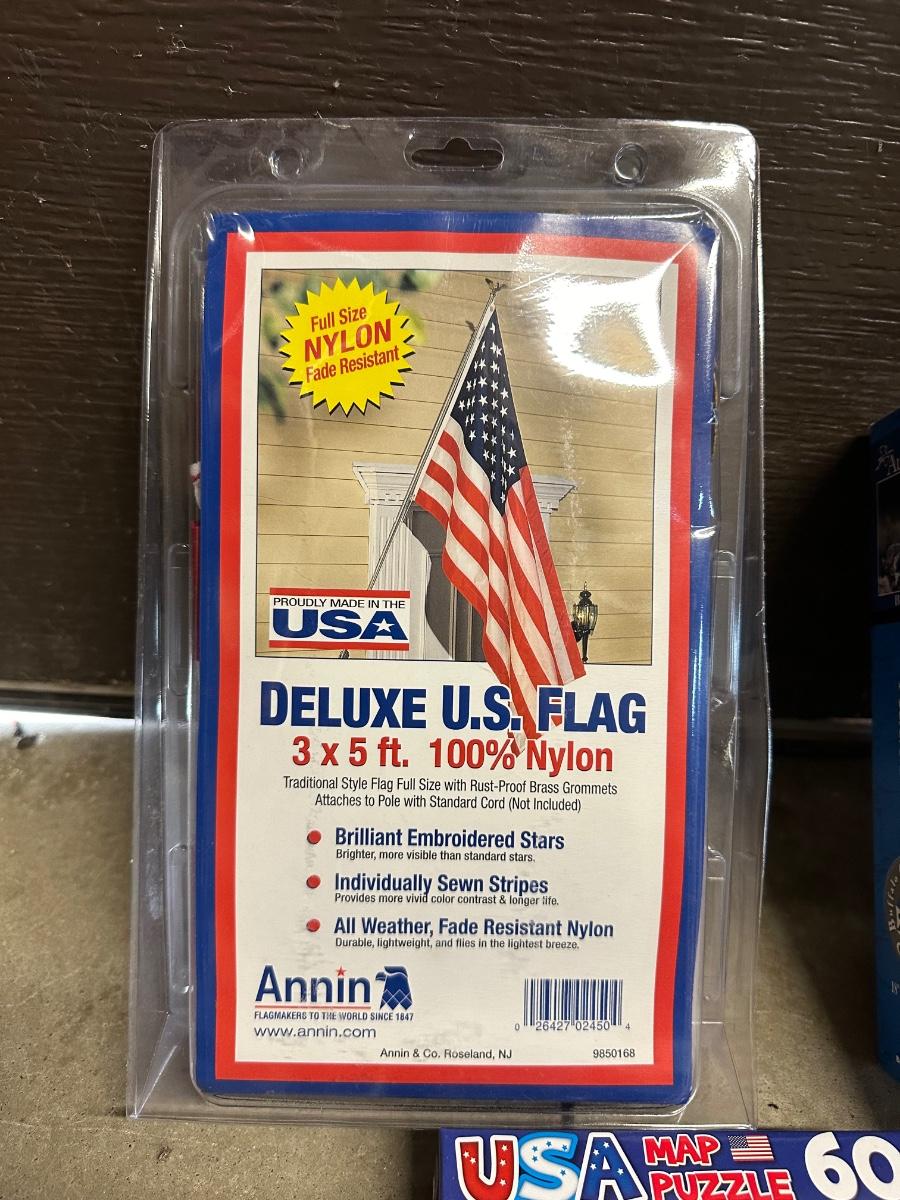 Full Size
NYLON
Fade Resistant
PROUDLY MADE IN THE
USA
DELUXE U.S. FLAG
3 x 5 ft. 100% Nylon
Traditional Style Flag Full Size with Rust-Proof Brass Grommets
Attaches to Pole with Standard Cord (Not Included)
Brilliant Embroidered Stars
Brighter, more visible than standard stars.
Individually Sewn Stripes
Provides more vivid color contrast & longer life.
All Weather, Fade Resistant Nylon
Durable, lightweight, and flies in the lightest breeze.
Annin
FLAGMAKERS TO THE WORLD SINCE 1847
www.annin.com
0 26427 02450 4
Annin & Co. Roseland, NJ 9850168
Buffalo
USA MAP PUZZLE 60